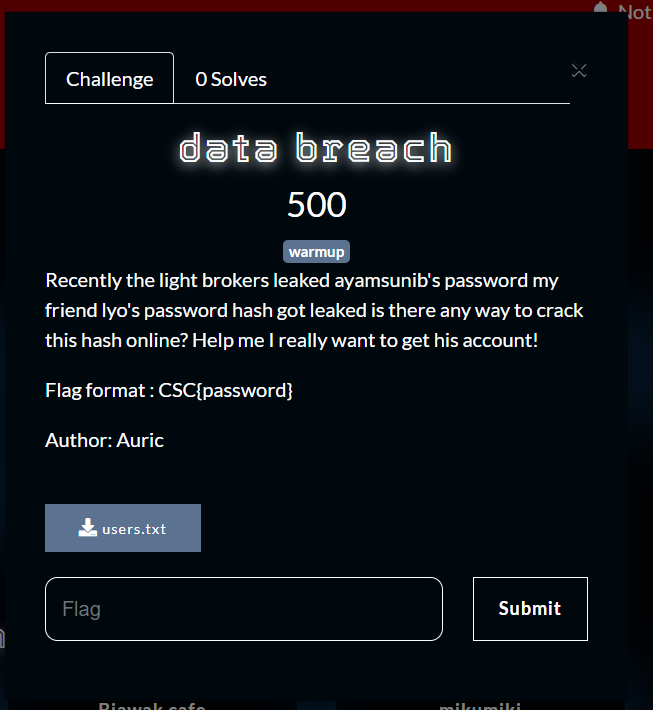 Not
Challenge
0 Solves
data breach
500
warmup
Recently the light brokers leaked ayamsunib's password my
friend lyo's password hash got leaked is there any way to crack
this hash online? Help me I really want to get his account!
Flag format : CSC{password}
Author: Auric
users.txt
Flag
Submit
Biawak cafe
mikumiki